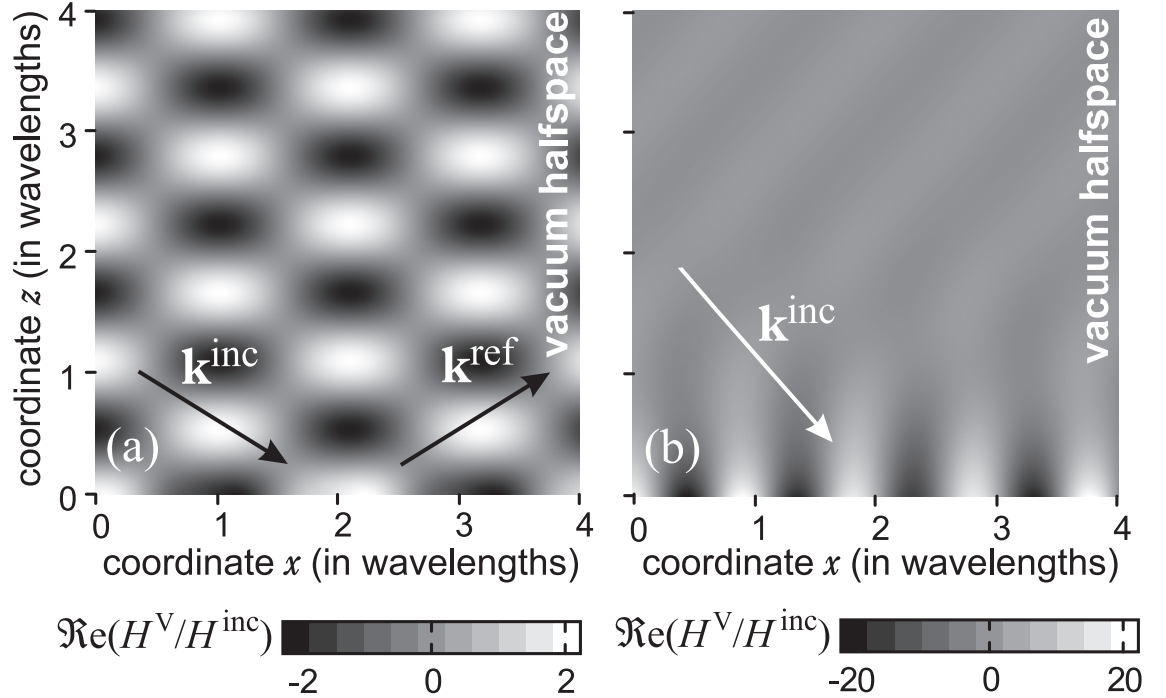 4
3
2
1
0
coordinate z (in wavelengths)
vacuum halfspace
k^inc
k^ref
(a)
0 1 2 3 4
coordinate x (in wavelengths)
ℜe(H^V/H^inc)
-2 0 2
vacuum halfspace
k^inc
(b)
0 1 2 3 4
coordinate x (in wavelengths)
ℜe(H^V/H^inc)
-20 0 20